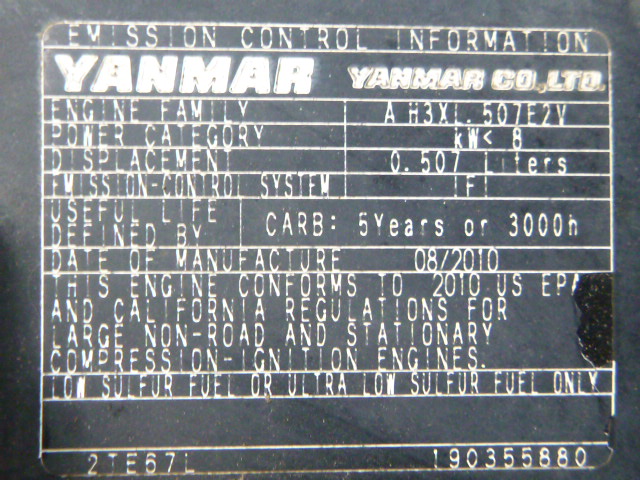 EMISSION CONTROL INFORMATION
YANMAR YANMAR CO.,LTD.
ENGINE FAMILY
POWER CATEGORY kW< 8
DISPLACEMENT 0.507 Liters
EMISSION-CONTROL SYSTEM
USEFUL LIFE
DEFINED BY CARB: 5Years or 3000h
DATE OF MANUFACTURE 08/2010
THIS ENGINE CONFORMS TO 2010 US EPA
AND CALIFORNIA REGULATIONS FOR
LARGE NON-ROAD AND STATIONARY
COMPRESSION-IGNITION ENGINES.
LOW SULFUR FUEL OR ULTRA LOW SULFUR FUEL ONLY
2TE67L 190355880